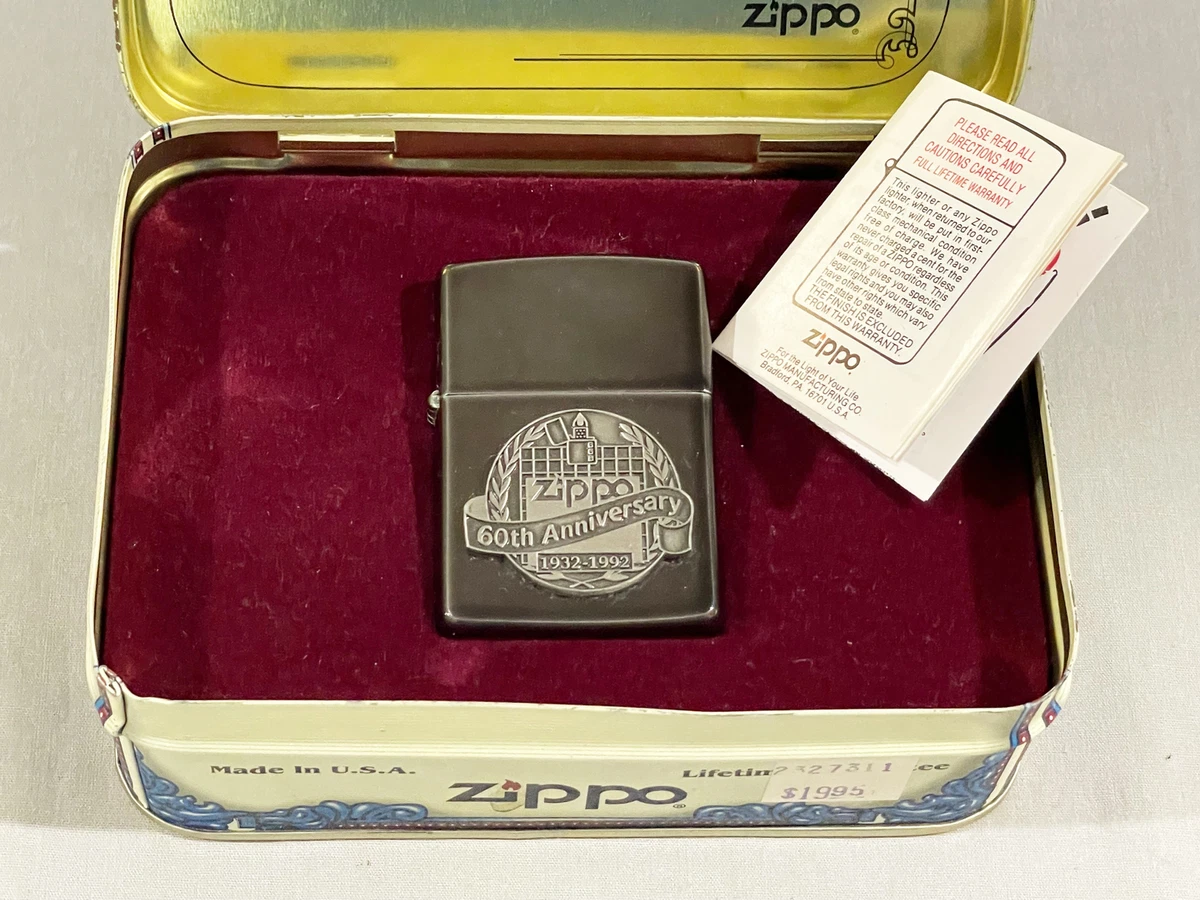 zippo
PLEASE READ ALL
DIRECTIONS AND
CAUTIONS CAREFULLY
FULL LIFETIME WARRANTY
This lighter or any Zippo
lighter, when returned to our
factory, will be put in first-
class mechanical condition
free of charge. We have
never charged a cent for the
repair of a ZIPPO regardless
of its age or condition. This
warranty gives you specific
legal rights and you may also
have other rights which vary
from state to state.
THE FINISH IS EXCLUDED
FROM THIS WARRANTY.
zippo
For the Light of Your Life
ZIPPO MANUFACTURING CO.
Bradford, PA. 16701 U.S.A.
zippo
60th Anniversary
1932-1992
Made In U.S.A.
zippo
27311
$1995